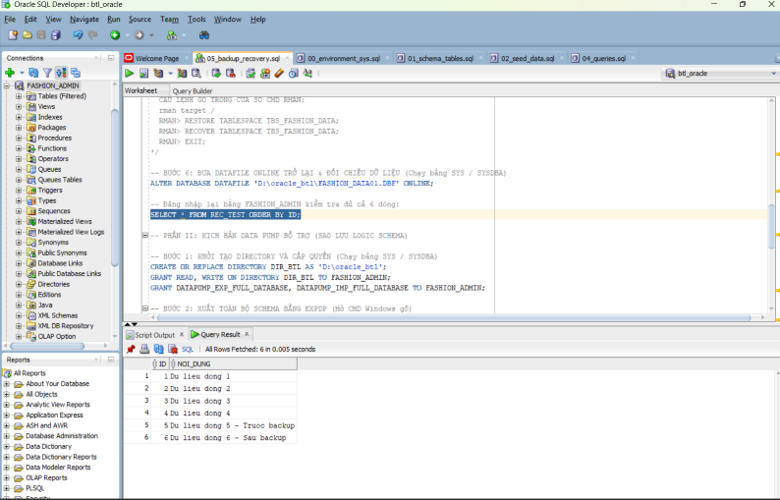 Oracle SQL Developer : btl_oracle
File Edit View Navigate Run Source Team Tools Window Help
Connections
Welcome Page
05_backup_recovery.sql
00_environment_sys.sql
01_schema_tables.sql
02_seed_data.sql
04_queries.sql
btl_oracle
Worksheet Query Builder
FASHION_ADMIN
Tables (Filtered)
Views
Indexes
Packages
Procedures
Functions
Operators
Queues
Queues Tables
Triggers
Types
Sequences
Materialized Views
Materialized View Logs
Synonyms
Public Synonyms
Database Links
Public Database Links
Directories
Editions
Java
XML Schemas
XML DB Repository
OLAP Option
CAU LENH GO TRONG CUA SO CMD RMAN:
rman target /
RMAN> RESTORE TABLESPACE TBS_FASHION_DATA;
RMAN> RECOVER TABLESPACE TBS_FASHION_DATA;
RMAN> EXIT;
*/
-- BƯỚC 6: ĐƯA DATAFILE ONLINE TRỞ LẠI & ĐỐI CHIẾU DỮ LIỆU (Chạy bằng SYS / SYSDBA)
ALTER DATABASE DATAFILE 'D:\oracle_btl\FASHION_DATA01.DBF' ONLINE;
-- Đăng nhập lại bằng FASHION_ADMIN kiểm tra đủ cả 6 dòng:
SELECT * FROM REC_TEST ORDER BY ID;
-- PHẦN II: KỊCH BẢN DATA PUMP BỔ TRỢ (SAO LƯU LOGIC SCHEMA)
-- BƯỚC 1: KHỞI TẠO DIRECTORY VÀ CẤP QUYỀN (Chạy bằng SYS / SYSDBA)
CREATE OR REPLACE DIRECTORY DIR_BTL AS 'D:\oracle_btl';
GRANT READ, WRITE ON DIRECTORY DIR_BTL TO FASHION_ADMIN;
GRANT DATAPUMP_EXP_FULL_DATABASE, DATAPUMP_IMP_FULL_DATABASE TO FASHION_ADMIN;
-- BƯỚC 2: XUẤT TOÀN BỘ SCHEMA BẰNG EXPDP (Mở CMD Windows gõ)
Script Output Query Result
SQL All Rows Fetched: 6 in 0.005 seconds
ID NOI_DUNG
1 1 Du lieu dong 1
2 2 Du lieu dong 2
3 3 Du lieu dong 3
4 4 Du lieu dong 4
5 5 Du lieu dong 5 - Truoc backup
6 6 Du lieu dong 6 - Sau backup
Reports
All Reports
About Your Database
All Objects
Analytic View Reports
Application Express
ASH and AWR
Database Administration
Data Dictionary
Data Dictionary Reports
Data Modeler Reports
OLAP Reports
PLSQL